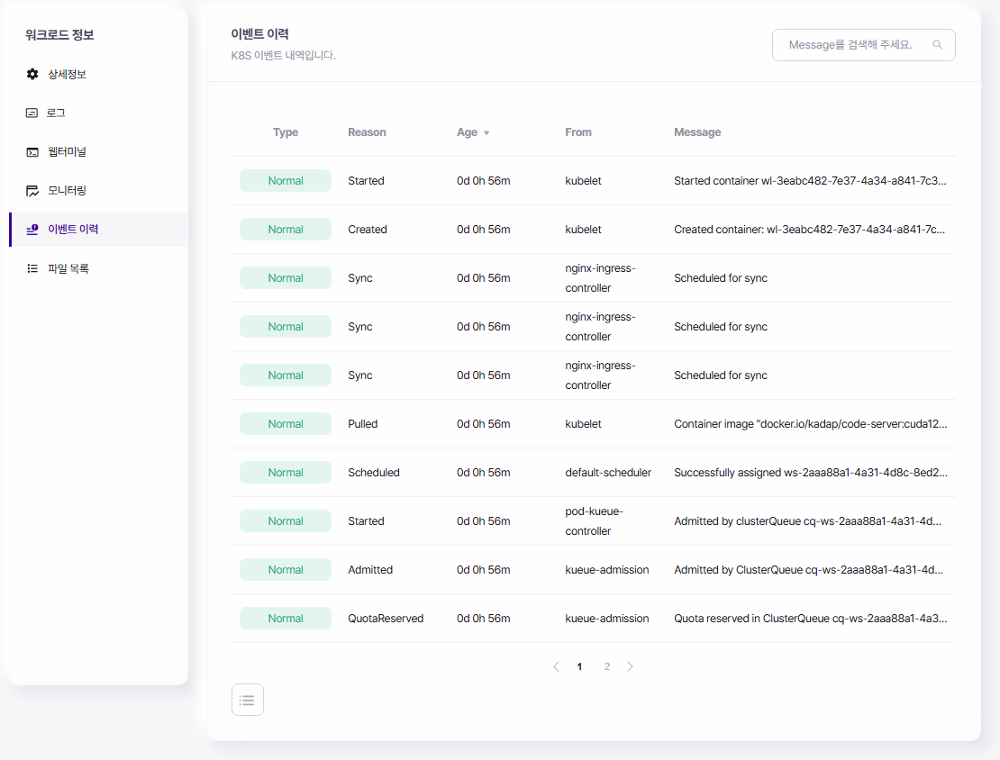 워크로드 정보
상세정보
로그
웹터미널
모니터링
이벤트 이력
파일 목록
이벤트 이력
K8S 이벤트 내역입니다.
Message를 검색해 주세요.
Type Reason Age From Message
Normal Started 0d 0h 56m kubelet Started container wl-3eabc482-7e37-4a34-a841-7c3...
Normal Created 0d 0h 56m kubelet Created container: wl-3eabc482-7e37-4a34-a841-7c...
Normal Sync 0d 0h 56m nginx-ingress-
controller Scheduled for sync
Normal Sync 0d 0h 56m nginx-ingress-
controller Scheduled for sync
Normal Sync 0d 0h 56m nginx-ingress-
controller Scheduled for sync
Normal Pulled 0d 0h 56m kubelet Container image "docker.io/kadap/code-server:cuda12...
Normal Scheduled 0d 0h 56m default-scheduler Successfully assigned ws-2aaa88a1-4a31-4d8c-8ed2...
Normal Started 0d 0h 56m pod-kueue-
controller Admitted by clusterQueue cq-ws-2aaa88a1-4a31-4d...
Normal Admitted 0d 0h 56m kueue-admission Admitted by ClusterQueue cq-ws-2aaa88a1-4a31-4d...
Normal QuotaReserved 0d 0h 56m kueue-admission Quota reserved in ClusterQueue cq-ws-2aaa88a1-4a3...
1 2